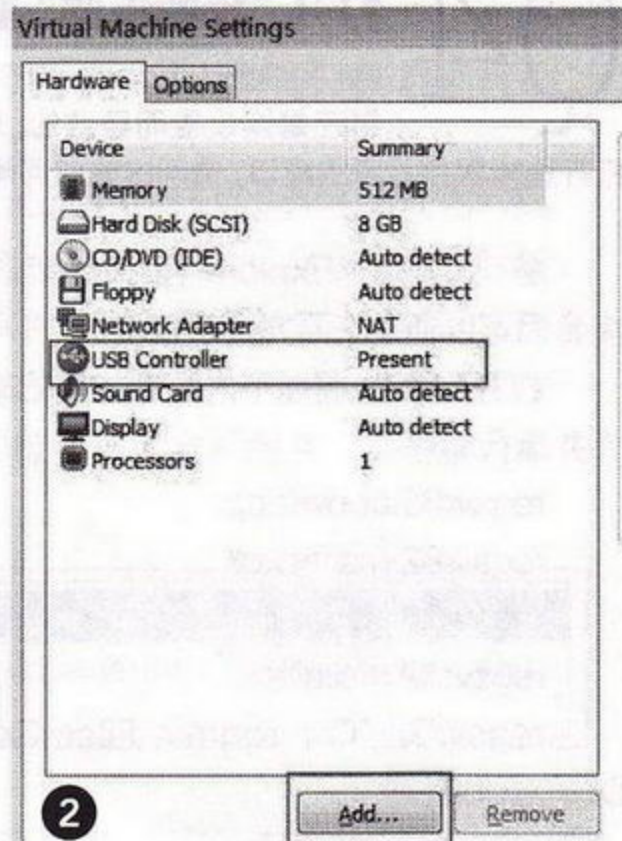 Virtual Machine Settings
Hardware Options
Device Summary
Memory 512 MB
Hard Disk (SCSI) 8 GB
CD/DVD (IDE) Auto detect
Floppy Auto detect
Network Adapter NAT
USB Controller Present
Sound Card Auto detect
Display Auto detect
Processors 1
2 Add... Remove